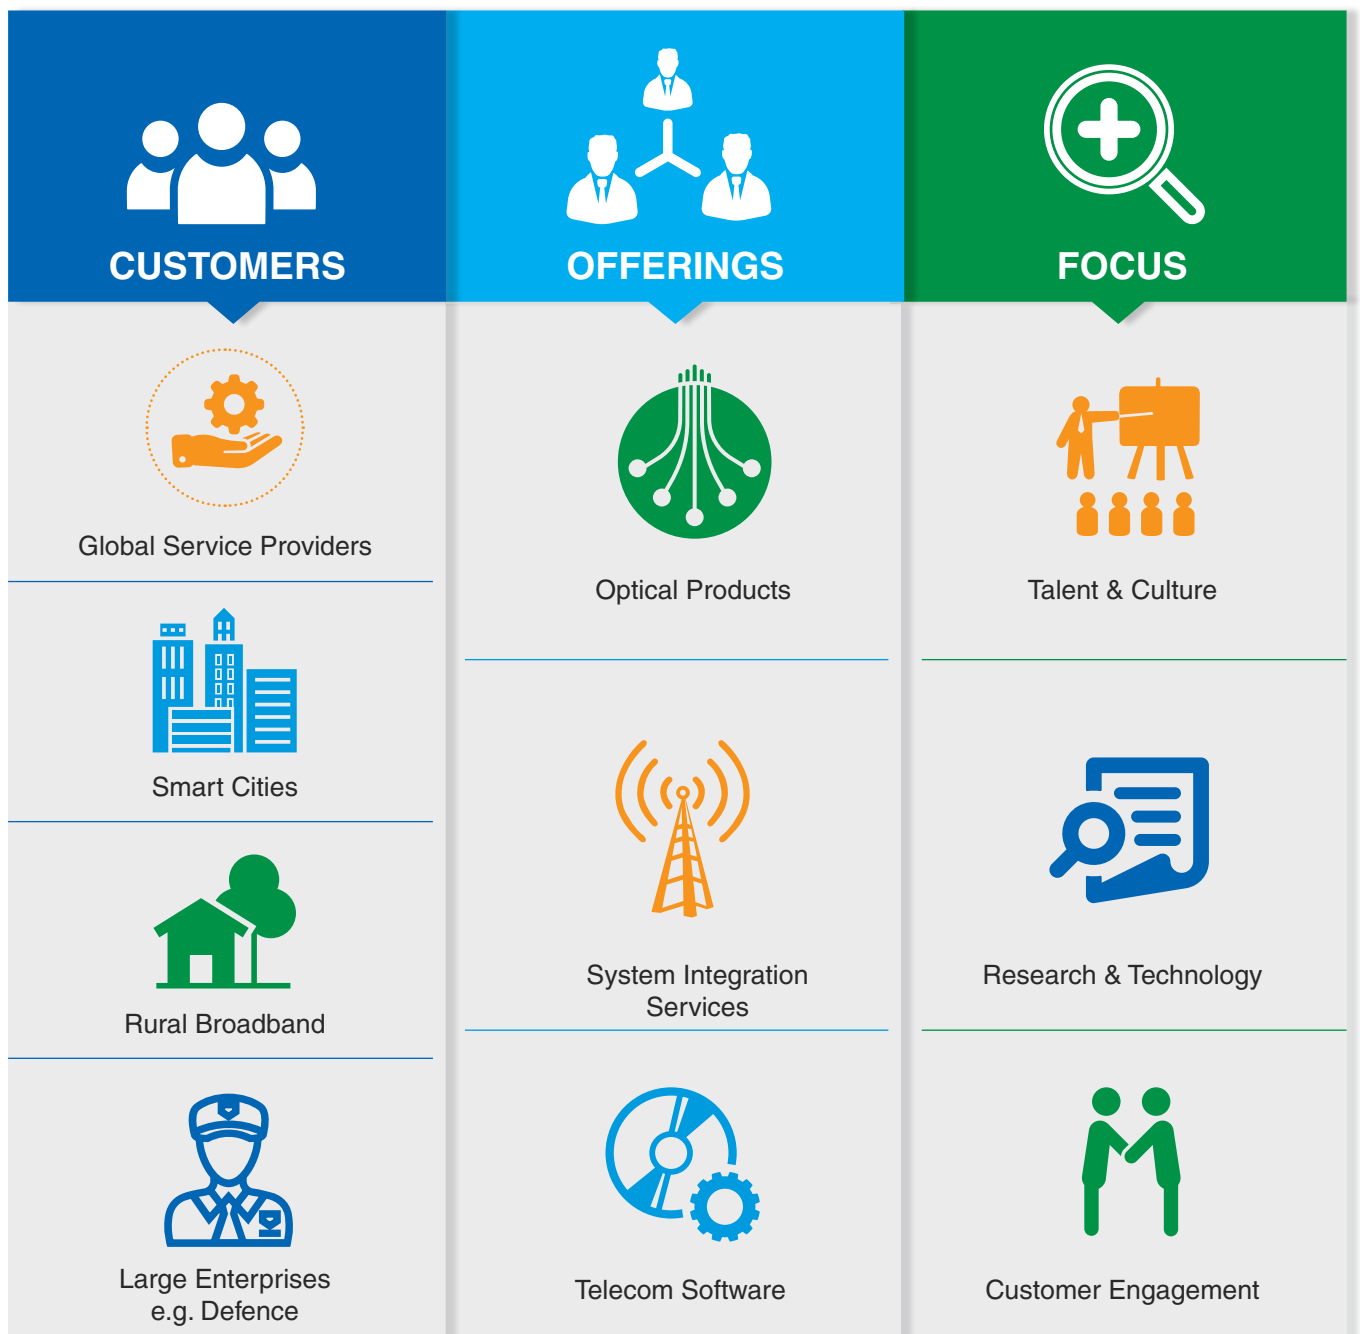 CUSTOMERS
Global Service Providers
Smart Cities
Rural Broadband
Large Enterprises
e.g. Defence
OFFERINGS
Optical Products
System Integration
Services
Telecom Software
FOCUS
Talent & Culture
Research & Technology
Customer Engagement